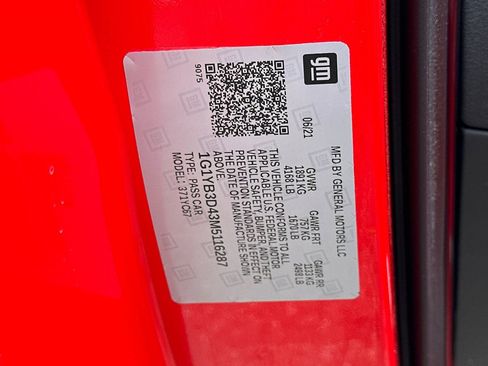 gm
MFD BY GENERAL MOTORS LLC
06/21
GVWR
1891 KG
4168 LB
GAWR FRT
757 KG
1670 LB
GAWR RR
1133 KG
2498 LB
THIS VEHICLE CONFORMS TO ALL
APPLICABLE U.S. FEDERAL MOTOR
VEHICLE SAFETY, BUMPER, AND THEFT
PREVENTION STANDARDS IN EFFECT ON
THE DATE OF MANUFACTURE SHOWN
ABOVE.
1G1YB3D43M5116287
TYPE: PASS CAR
MODEL: 371YC67
9075